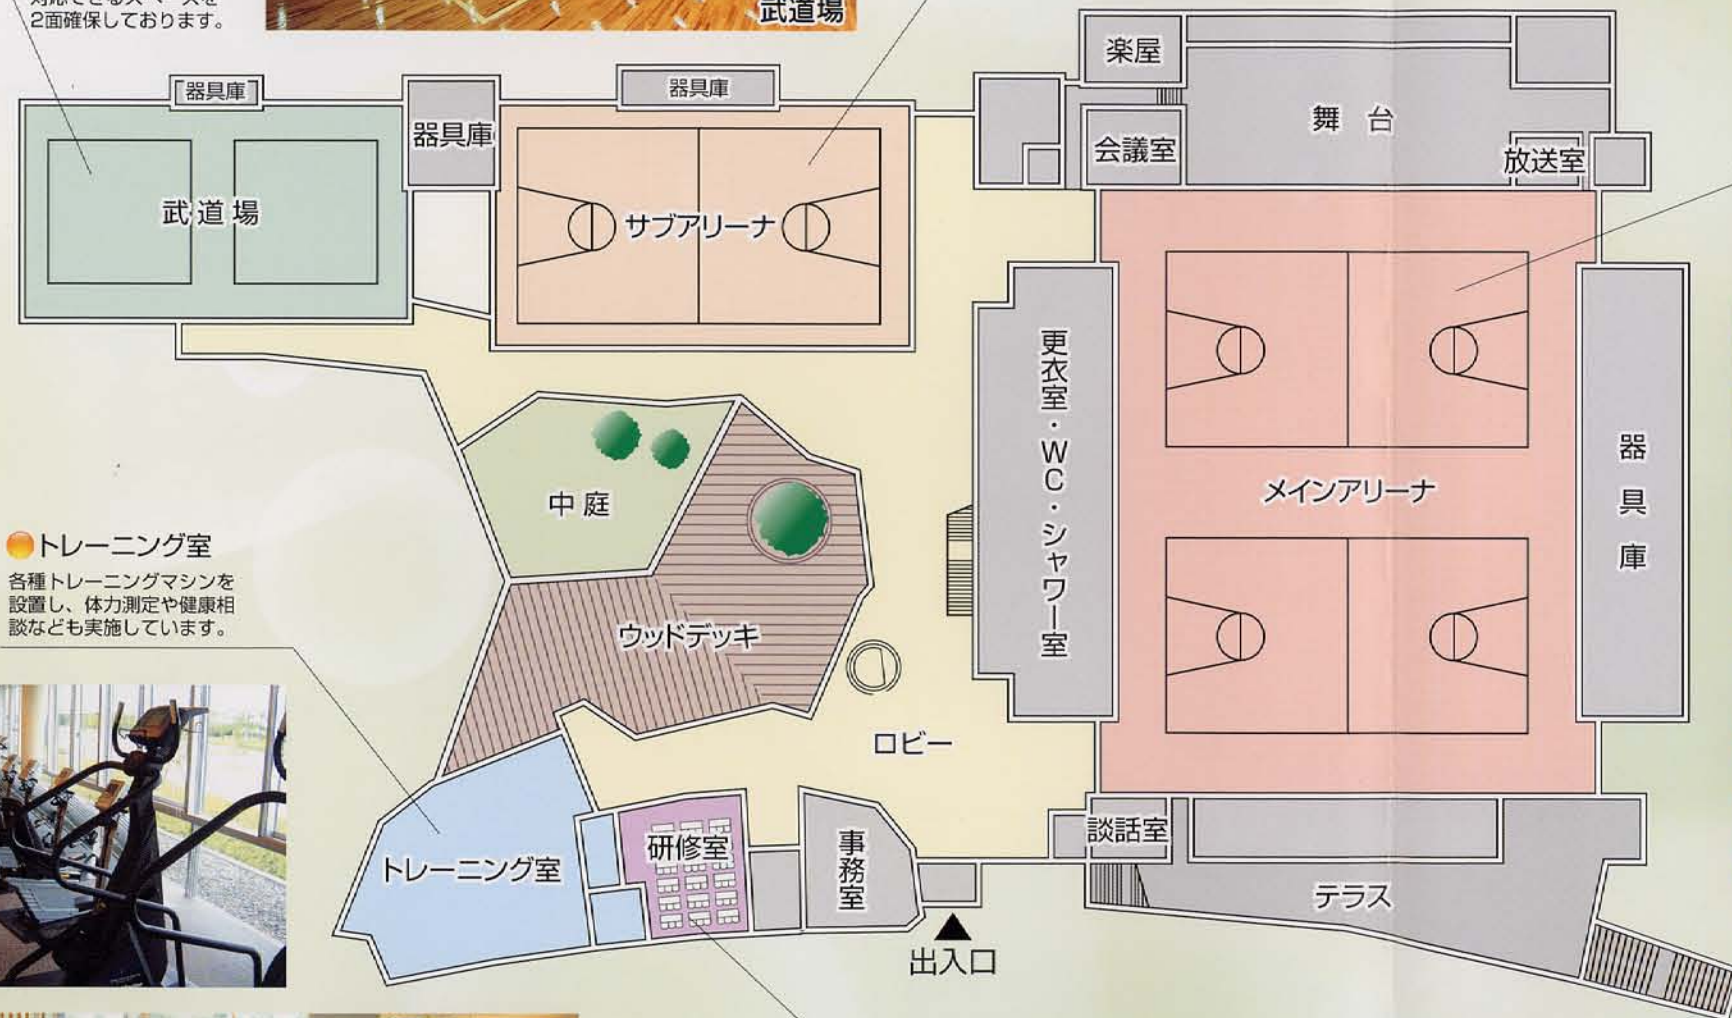 2面確保しております。
武道場
楽屋
器具庫
器具庫
器具庫
舞台
会議室
放送室
武道場
サブアリーナ
更衣室・WC・シャワー室
メインアリーナ
器具庫
中庭
トレーニング室
各種トレーニングマシンを
設置し、体力測定や健康相
談なども実施しています。
ウッドデッキ
ロビー
談話室
研修室
事務室
トレーニング室
テラス
出入口